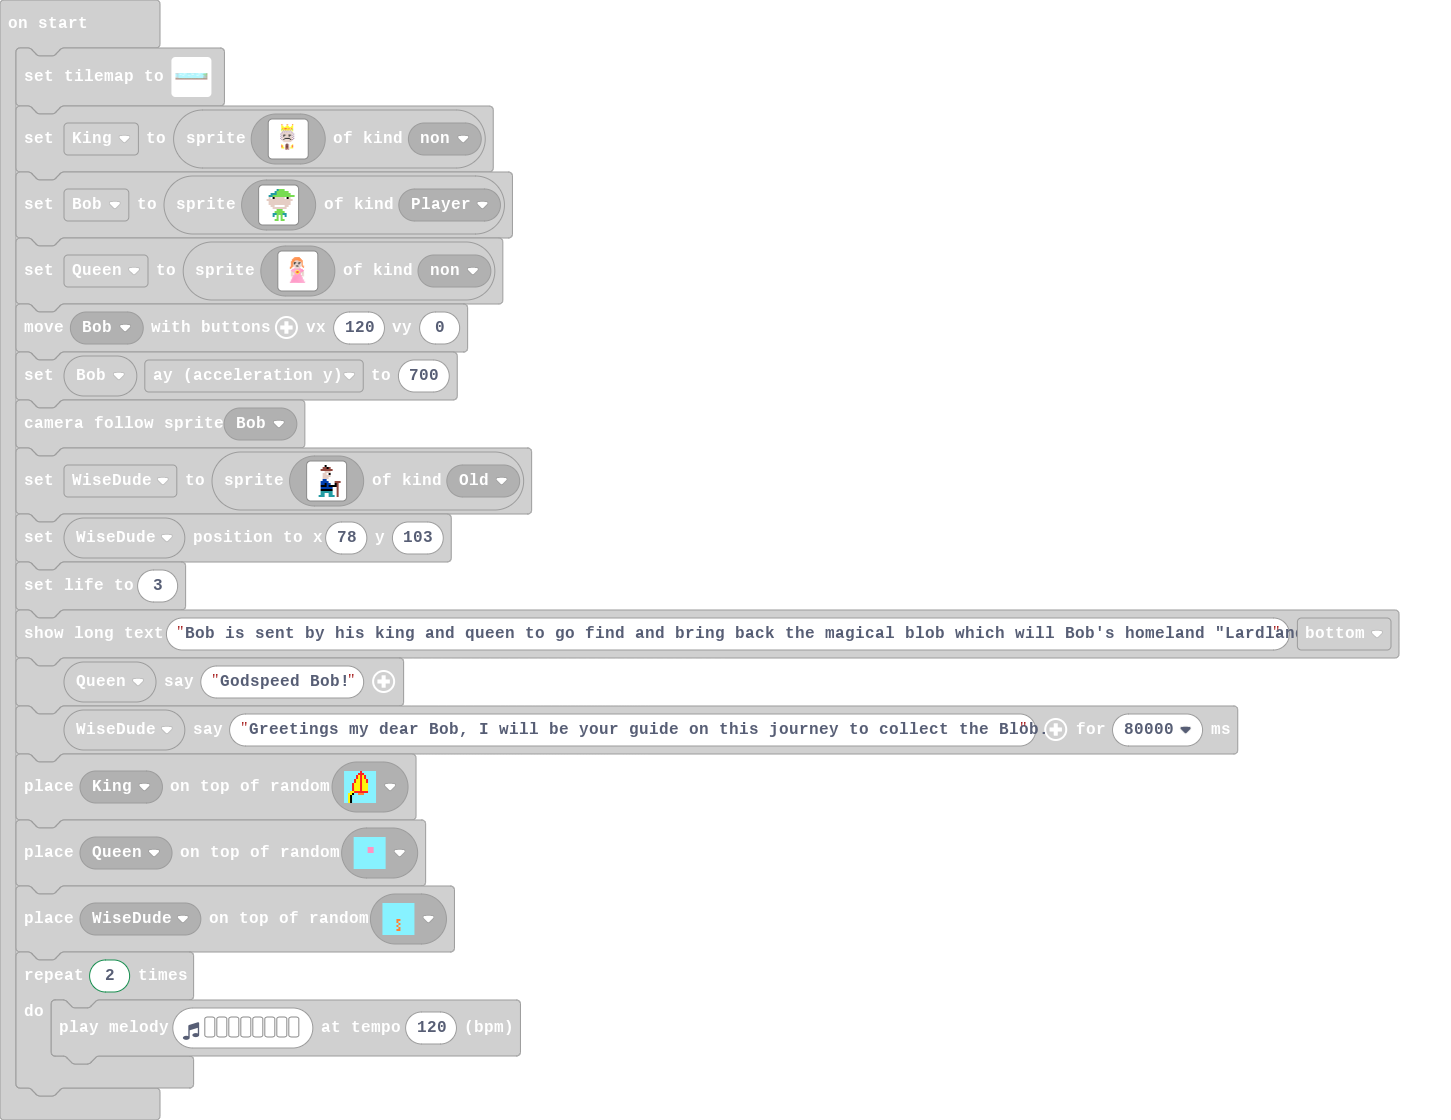 on start
set tilemap to
set King to sprite of kind non
set Bob to sprite of kind Player
set Queen to sprite of kind non
move Bob with buttons vx 120 vy 0
set Bob ay (acceleration y) to 700
camera follow sprite Bob
set WiseDude to sprite of kind Old
set WiseDude position to x 78 y 103
set life to 3
show long text "Bob is sent by his king and queen to go find and bring back the magical blob which will Bob's homeland "Lardland" bottom
Queen say "Godspeed Bob!"
WiseDude say "Greetings my dear Bob, I will be your guide on this journey to collect the Blob." for 80000 ms
place King on top of random
place Queen on top of random
place WiseDude on top of random
repeat 2 times
do
play melody at tempo 120 (bpm)